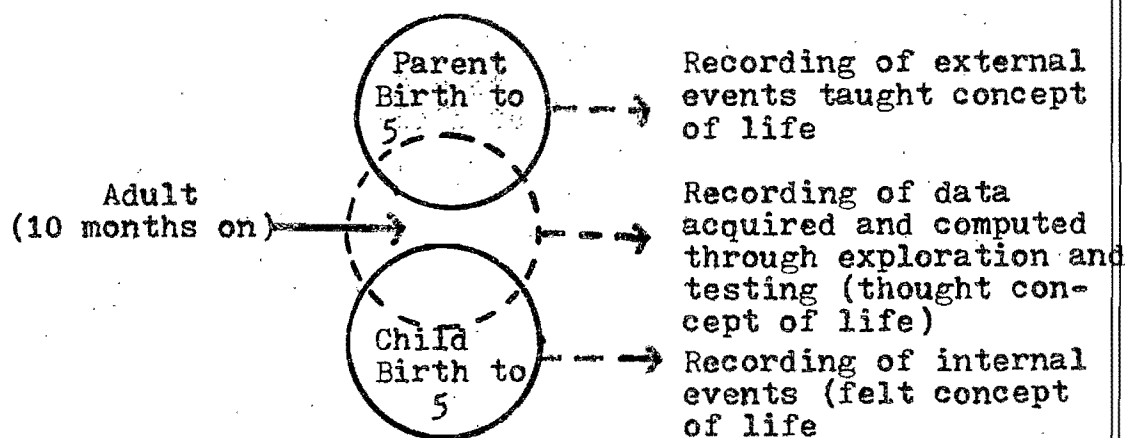 Parent
Birth to
5
Recording of external
events taught concept
of life
Adult
(10 months on)
Recording of data
acquired and computed
through exploration and
testing (thought con-
cept of life)
Child
Birth to
5
Recording of internal
events (felt concept
of life